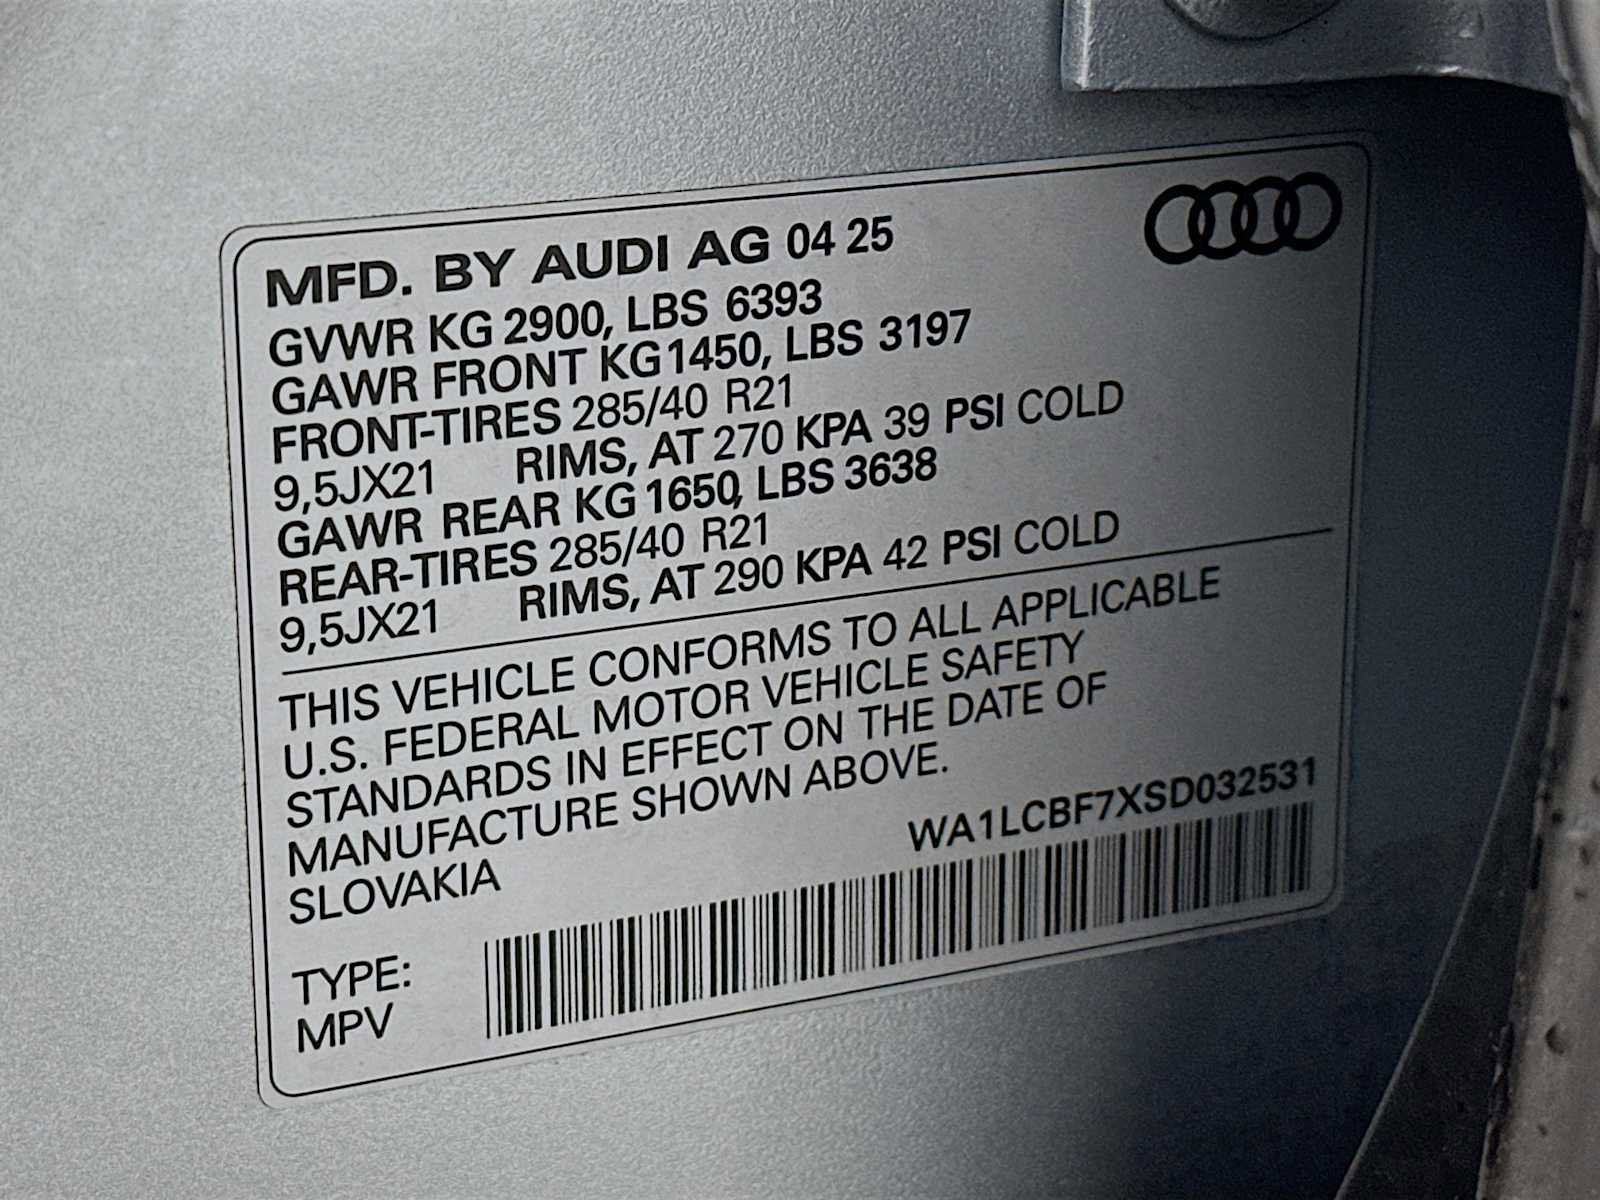 MFD. BY AUDI AG 04 25
GVWR KG 2900, LBS 6393
GAWR FRONT KG 1450, LBS 3197
FRONT-TIRES 285/40 R21
9,5JX21 RIMS, AT 270 KPA 39 PSI COLD
GAWR REAR KG 1650, LBS 3638
REAR-TIRES 285/40 R21
9,5JX21 RIMS, AT 290 KPA 42 PSI COLD
THIS VEHICLE CONFORMS TO ALL APPLICABLE
U.S. FEDERAL MOTOR VEHICLE SAFETY
STANDARDS IN EFFECT ON THE DATE OF
MANUFACTURE SHOWN ABOVE.
SLOVAKIA
WA1LCBF7XSD032531
TYPE:
MPV